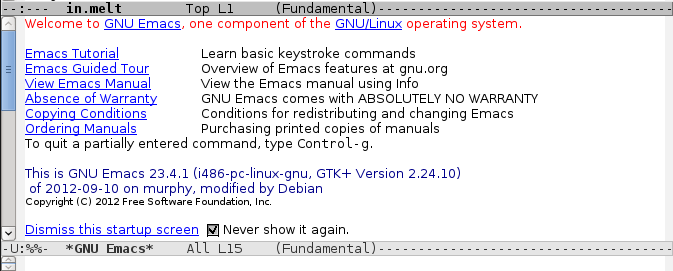 --:---  in.melt        Top L1     (Fundamental)----------------------------------
Welcome to GNU Emacs, one component of the GNU/Linux operating system.
Emacs Tutorial Learn basic keystroke commands
Emacs Guided Tour Overview of Emacs features at gnu.org
View Emacs Manual View the Emacs manual using Info
Absence of Warranty GNU Emacs comes with ABSOLUTELY NO WARRANTY
Copying Conditions Conditions for redistributing and changing Emacs
Ordering Manuals Purchasing printed copies of manuals
To quit a partially entered command, type Control-g.
This is GNU Emacs 23.4.1 (i486-pc-linux-gnu, GTK+ Version 2.24.10)
of 2012-09-10 on murphy, modified by Debian
Copyright (C) 2012 Free Software Foundation, Inc.
Dismiss this startup screen Never show it again.
-U:%%-  *GNU Emacs*    All L15    (Fundamental)----------------------------------